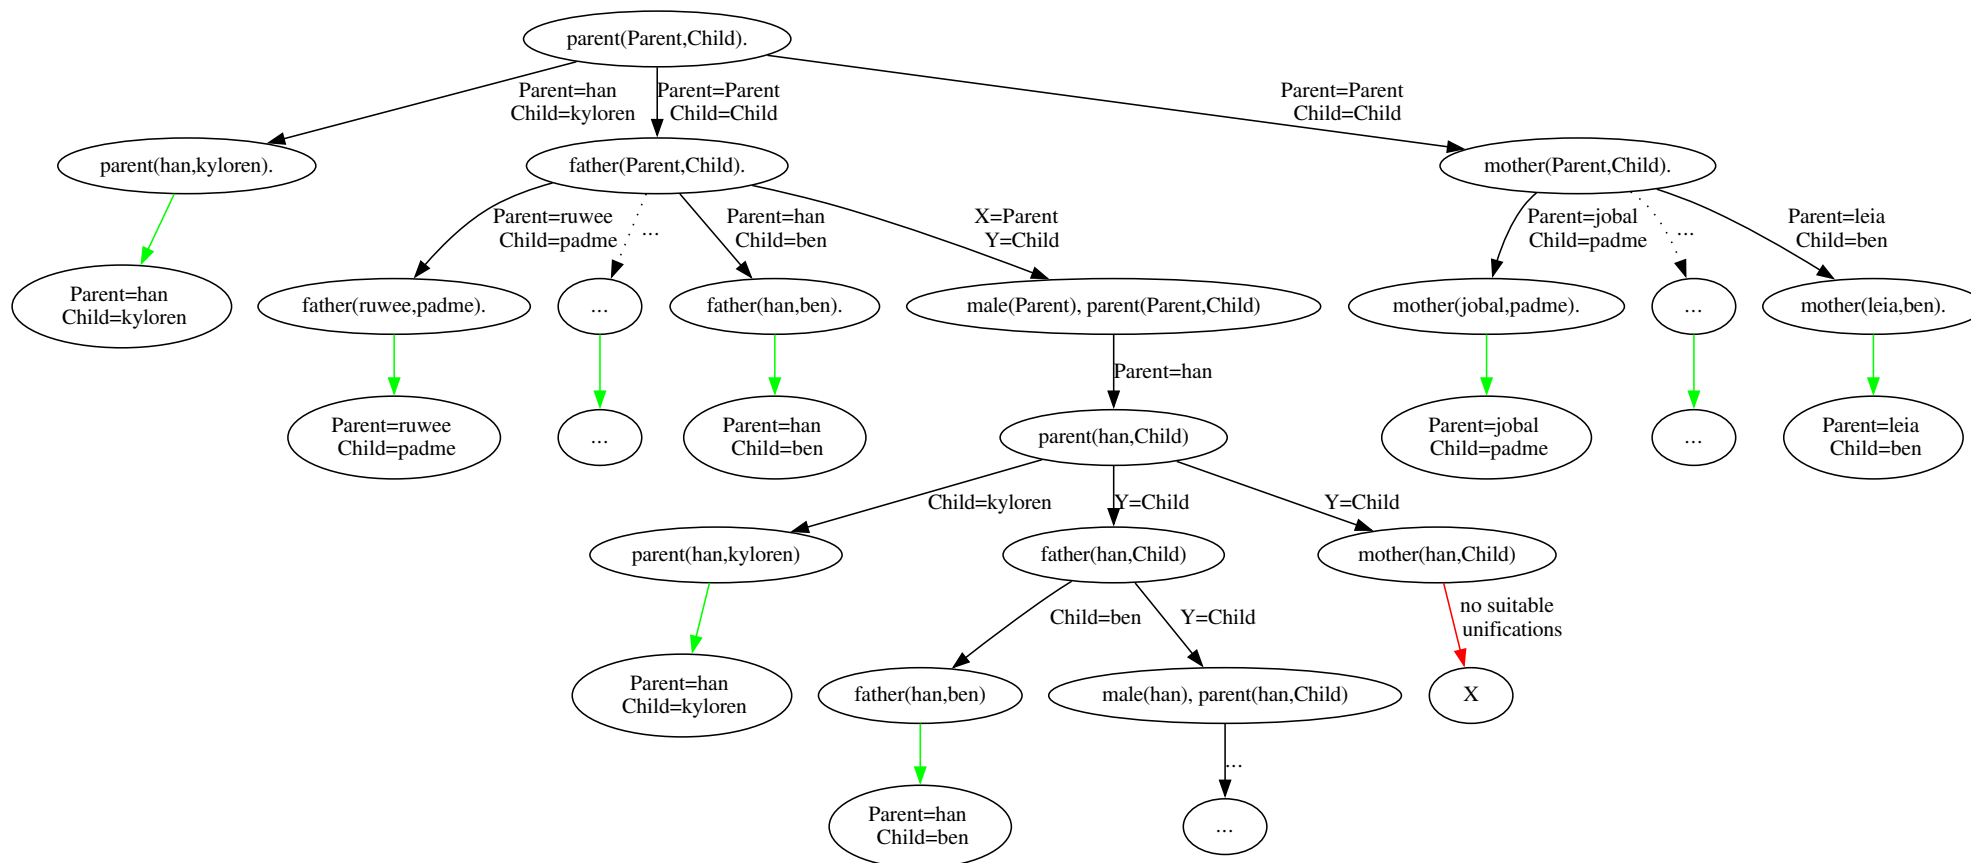 parent(Parent,Child).
Parent=han
Child=kyloren
Parent=Parent
Child=Child
Parent=Parent
Child=Child
parent(han,kyloren).
father(Parent,Child).
mother(Parent,Child).
Parent=ruwee
Child=padme
...
Parent=han
Child=ben
X=Parent
Y=Child
Parent=jobal
Child=padme
...
Parent=leia
Child=ben
Parent=han
Child=kyloren
father(ruwee,padme).
...
father(han,ben).
male(Parent), parent(Parent,Child)
mother(jobal,padme).
...
mother(leia,ben).
Parent=han
Parent=ruwee
Child=padme
...
Parent=han
Child=ben
parent(han,Child)
Parent=jobal
Child=padme
...
Parent=leia
Child=ben
Child=kyloren
Y=Child
Y=Child
parent(han,kyloren)
father(han,Child)
mother(han,Child)
Child=ben
Y=Child
no suitable
unifications
Parent=han
Child=kyloren
father(han,ben)
male(han), parent(han,Child)
X
...
Parent=han
Child=ben
...